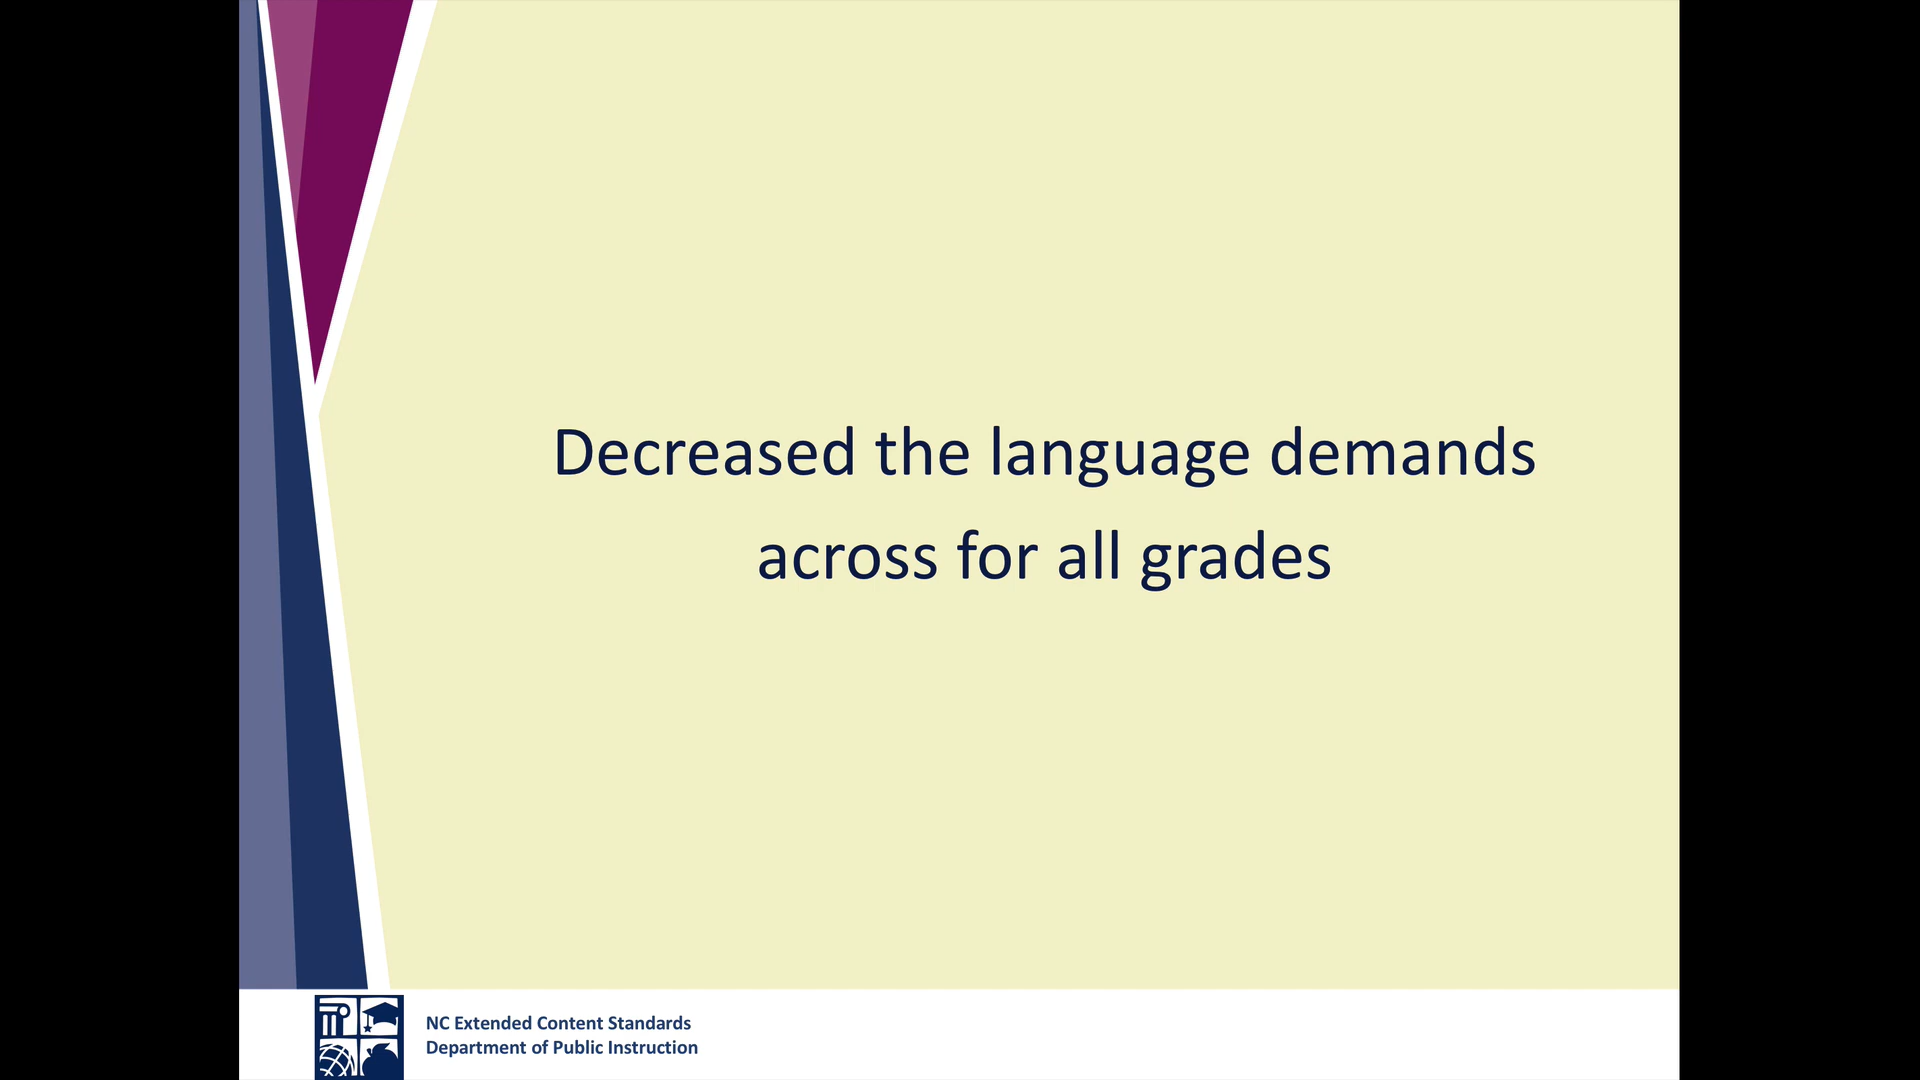 Decreased the language demands
across for all grades
NC Extended Content Standards
Department of Public Instruction